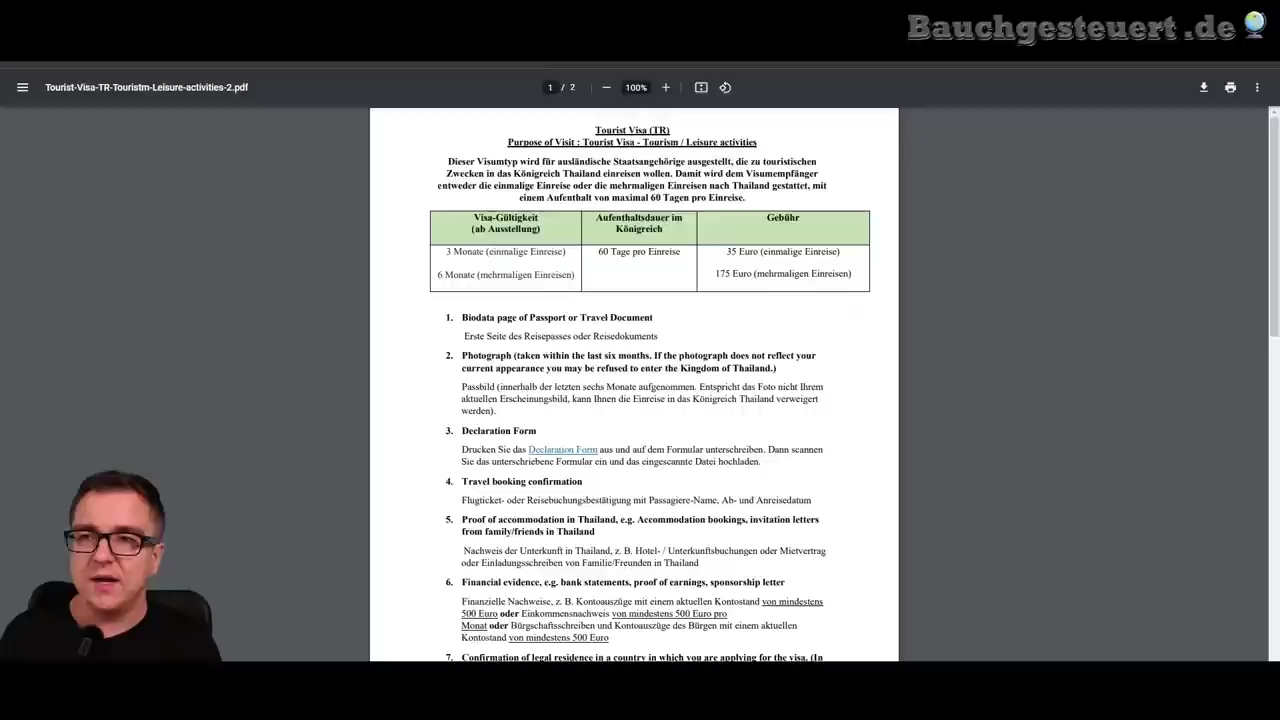 Bauchgesteuert.de
Tourist-Visa-TR-Touristm-Leisure-activities-2.pdf
1 / 2
100%
Tourist Visa (TR)
Purpose of Visit : Tourist Visa - Tourism / Leisure activities
Dieser Visumtyp wird für ausländische Staatsangehörige ausgestellt, die zu touristischen
Zwecken in das Königreich Thailand einreisen wollen. Damit wird dem Visumempfänger
entweder die einmalige Einreise oder die mehrmaligen Einreisen nach Thailand gestattet, mit
einem Aufenthalt von maximal 60 Tagen pro Einreise.
Visa-Gültigkeit
(ab Ausstellung)
Aufenthaltsdauer im
Königreich
Gebühr
3 Monate (einmalige Einreise)
60 Tage pro Einreise
35 Euro (einmalige Einreise)
6 Monate (mehrmaligen Einreisen)
175 Euro (mehrmaligen Einreisen)
1. Biodata page of Passport or Travel Document
Erste Seite des Reisepasses oder Reisedokuments
2. Photograph (taken within the last six months. If the photograph does not reflect your
current appearance you may be refused to enter the Kingdom of Thailand.)
Passbild (innerhalb der letzten sechs Monate aufgenommen. Entspricht das Foto nicht Ihrem
aktuellen Erscheinungsbild, kann Ihnen die Einreise in das Königreich Thailand verweigert
werden).
3. Declaration Form
Drucken Sie das Declaration Form aus und auf dem Formular unterschreiben. Dann scannen
Sie das unterschriebene Formular ein und das eingescannte Datei hochladen.
4. Travel booking confirmation
Flugticket- oder Reisebuchungsbestätigung mit Passagiere-Name, Ab- und Anreisedatum
5. Proof of accommodation in Thailand, e.g. Accommodation bookings, invitation letters
from family/friends in Thailand
Nachweis der Unterkunft in Thailand, z. B. Hotel- / Unterkunftsbuchungen oder Mietvertrag
oder Einladungsschreiben von Familie/Freunden in Thailand
6. Financial evidence, e.g. bank statements, proof of earnings, sponsorship letter
Finanzielle Nachweise, z. B. Kontoauszüge mit einem aktuellen Kontostand von mindestens
500 Euro oder Einkommensnachweis von mindestens 500 Euro pro
Monat oder Bürgschaftsschreiben und Kontoauszüge des Bürgen mit einem aktuellen
Kontostand von mindestens 500 Euro
7. Confirmation of legal residence in a country in which you are applying for the visa. (In